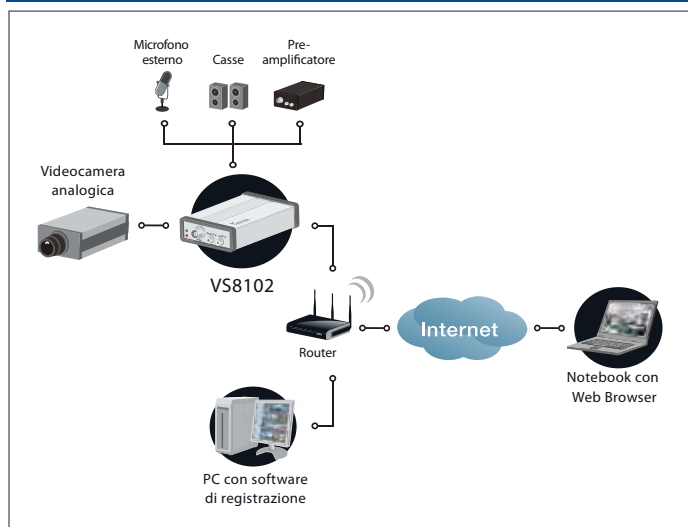 Microfono
esterno
Casse
Pre-
amplificatore
Videocamera
analogica
VS8102
Router
Internet
Notebook con
Web Browser
PC con software
di registrazione